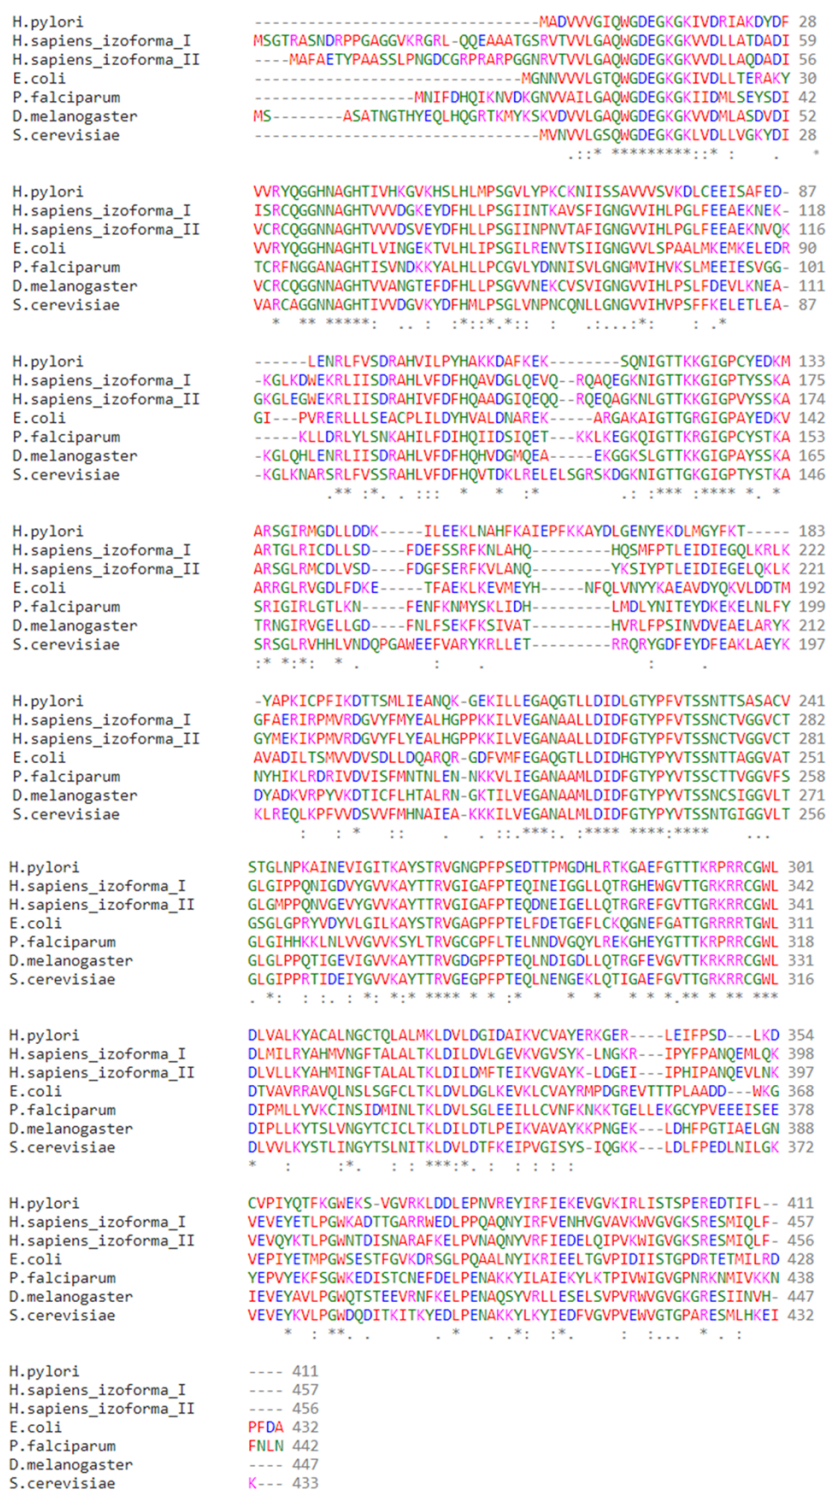 H.pylori ------------------------------MADVVVGIQWGDEGKGKIVDRIAKDYDF 28
H.sapiens_izoforma_I MSGTRASNDRPPGAGGVKRGRL-QQEAAATGSRVTVVLGAQWGDEGKGKVVDLLATDADI 59
H.sapiens_izoforma_II ----MAFAETYPAASSLPNGDCGRPRARPGGNRVTVVLGAQWGDEGKGKVVDLLAQDADI 56
E.coli ----------------------------MGNNVVVLGTQWGDEGKGKIVDLLTERAKY 30
P.falciparum -----------------MNIFDHQIKNVDKGNVVAILGAQWGDEGKGKIIDMLSEYSDI 42
D.melanogaster MS--------ASATNGTHYEQLHQGRTKMYKSKVDVVLGAQWGDEGKGKVVDMLASDVDI 52
S.cerevisiae ------------------------------MVNVVLGSQWGDEGKGKLVDLLVGKYDI 28
.::* **********::* : . *
H.pylori VVRYQGGHNAGHTIVHKGVKHSLHLMPSGVLYPKCKNIISSAVVVSVKDLCEEISAFED- 87
H.sapiens_izoforma_I ISRCQGGNNAGHTVVVDGKEYDFHLLPSGIINTKAVSFIGNGVVIHLPGLFEEAEKNEK- 118
H.sapiens_izoforma_II VCRCQGGNNAGHTVVVDSVEYDFHLLPSGIINPNVTAFIGNGVVIHLPGLFEEAEKNVQK 116
E.coli VVRYQGGHNAGHTLVINGEKTVLHLIPSGILRENVTSIIGNGVVLSPAALMKEMKELEDR 90
P.falciparum TCRFNGGANAGHTISVNDKKYALHLLPCGVLYDNNISVLGNGMVIHVKSLMEEIESVGG- 101
D.melanogaster VCRCQGGNNAGHTVVANGTEFDFHLLPSGVVNEKCVSVIGNGVVIHLPSLFDEVLKNEA- 111
S.cerevisiae VARCAGGNNAGHTIVVDGVKYDFHMLPSGLVNPNCQNLLGNGVVIHVPSFFKELETLEA- 87
* ** *****: .. : :*::*.*:: : .:...:*: : .*
H.pylori ------LENRLFVSDRAHVILPYHAKKDAFKEK--------SQNIGTTKKGIGPCYEDKM 133
H.sapiens_izoforma_I -KGLKDWEKRLIISDRAHLVFDFHQAVDGLQEVQ--RQAQEGKNIGTTKKGIGPTYSSKA 175
H.sapiens_izoforma_II GKGLEGWEKRLIISDRAHIVFDFHQAADGIQEQQ--RQEQAGKNLGTTKKGIGPVYSSKA 174
E.coli GI---PVRERLLLSEACPLILDYHVALDNAREK-----ARGAKAIGTTGRGIGPAYEDKV 142
P.falciparum -----KLLDRLYLSNKAHILFDIHQIIDSIQET---KKLKEGKQIGTTKRGIGPCYSTKA 153
D.melanogaster -KGLQHLENRLIISDRAHLVFDFHQHVDGMQEA-----EKGGKSLGTTKKGIGPAYSSKA 165
S.cerevisiae -KGLKNARSRLFVSSRAHLVFDFHQVTDKLRELELSGRSKDGKNIGTTGKGIGPTYSTKA 146
.** :*. . ::: * * :* .: :*** :**** *. *
H.pylori ARSGIRMGDLLDDK-----ILEEKLNAHFKAIEPFKKAYDLGENYEKDLMGYFKT----- 183
H.sapiens_izoforma_I ARTGLRICDLLSD-----FDEFSSRFKNLAHQ---------HQSMFPTLEIDIEGQLKRLK 222
H.sapiens_izoforma_II ARSGLRMCDLVSD-----FDGFSERFKVLANQ---------YKSIYPTLEIDIEGELQKLK 221
E.coli ARRGLRVGDLFDKE-----TFAEKLKEVMEYH------NFQLVNYYKAEAVDYQKVLDDTM 192
P.falciparum SRIGIRLGTLKN-----FENFKNMYSKLIDH---------LMDLYNITEYDKEKELNLFY 199
D.melanogaster TRNGIRVGELLGD-----FNLFSEKFKSIVAT---------HVRLFPSINVDVEAELARYK 212
S.cerevisiae SRSGLRVHHLVNDQPGAWEEFVARYKRLLET---------RRQRYGDFEYDFEAKLAEYK 197
:* *:*: * . : . : .
H.pylori -YAPKICPFIKDTTSMLIEANQK-GEKILLEGAQGTLLDIDLGTYPFVTSSNTTSASACV 241
H.sapiens_izoforma_I GFAERIRPMVRDGVYFMYEALHGPPKKILVEGANAALLDIDFGTYPFVTSSNCTVGGVCT 282
H.sapiens_izoforma_II GYMEKIKPMVRDGVYFLYEALHGPPKKILVEGANAALLDIDFGTYPFVTSSNCTVGGVCT 281
E.coli AVADILTSMVVDVSDLLDQARQR-GDFVMFEGAQGTLLDIDHGTYPYVTSSNTTAGGVAT 251
P.falciparum NYHIKLRDRIVDVISFMNTNLEN-NKKVLIEGANAAMLDIDFGTYPYVTSSCTTVGGVFS 258
D.melanogaster DYADKVRPYVKDTICFLHTALRN-GKTILVEGANAAMLDIDFGTYPYVTSSNCSIGGVLT 271
S.cerevisiae KLREQLKPFVVDSVVFMHNAIEA-KKKILVEGANALMLDIDFGTYPYVTSSNTGIGGVLT 256
: : * :: . . ::.***:. :**** ****:**** ...
H.pylori STGLNPKAINEVIGITKAYSTRVGNGPFPSEDTTPMGDHLRTKGAEFGTTTKRPRRCGWL 301
H.sapiens_izoforma_I GLGIPPQNIGDVYGVVKAYTTRVGIGAFPTEQINEIGGLLQTRGHEWGVTTGRKRRCGWL 342
H.sapiens_izoforma_II GLGMPPQNVGEVYGVVKAYTTRVGIGAFPTEQDNEIGELLQTRGREFGVTTGRKRRCGWL 341
E.coli GSGLGPRYVDYVLGILKAYSTRVGAGPFPTELFDETGEFLCKQGNEFGATTGRRRRTGWL 311
P.falciparum GLGIHHKKLNLVVGVVKSYLTRVGCGPFLTELNNDVGQYLREKGHEYGTTTKRPRRCGWL 318
D.melanogaster GLGLPPQTIGEVIGVVKAYTTRVGDGPFPTEQLNDIGDLLQTRGFEVGVTTKRKRRCGWL 331
S.cerevisiae GLGIPPRTIDEIYGVVKAYTTRVGEGPFPTEQLNENGEKLQTIGAEFGVTTGRKRRCGWL 316
. *: : :. : *: *:* **** * * :* * * * * *.** * ** ***
H.pylori DLVALKYACALNGCTQLALMKLDVLDGIDAIKVCVAYERKGER----LEIFPSD---LKD 354
H.sapiens_izoforma_I DLMILRYAHMVNGFTALALTKLDILDVLGEVKVGVSYK-LNGKR---IPYFPANQEMLQK 398
H.sapiens_izoforma_II DLVLLKYAHMINGFTALALTKLDILDMFTEIKVGVAYK-LDGEI---IPHIPANQEVLNK 397
E.coli DTVAVRRAVQLNSLSGFCLTKLDVLDGLKEVKLCVAYRMPDGREVTTTPLAADD---WKG 368
P.falciparum DIPMLLYVKCINSIDMINLTKLDVLSGLEEILLCVNFKNKKTGELLEKGCYPVEEEISEE 378
D.melanogaster DIPLLKYTSLVNGYTCICLTKLDILDTLPEIKVAVAYKKPNGEK----LDHFPGTIAELGN 388
S.cerevisiae DLVVLKYSTLINGYTSLNITKLDVLDTFKEIPVGISYS-IQGKK---LDLFPEDLNILGK 372
* : :*. : : ***:*. : : : : :
H.pylori CVPIYQTFKGWEKS-VGVRKLDDLEPNVREYIRFIEKEVGVKIRLISTSPEREDTIFL-- 411
H.sapiens_izoforma_I VEVEYETLPGWKADTTGARRWEDLPPQAQNYIRFVENHVGVAVKWVGVGKSRESMIQLF- 457
H.sapiens_izoforma_II VEVQYKTLPGWNTDISNARAFKELPVNAQNYVRFIEDELQIPVKWIGVGKSRESMIQLF- 456
E.coli VEPIYETMPGWSESTFGVKDRSGLPQAALNYIKRIEELTGVPIDIISTGPDRTETMILRD 428
P.falciparum YEPVYEKFSGWKEDISTCNEFDELPENAKKYILAIEKYLKTPIVWIGVGPNRKNMIVKKN 438
D.melanogaster IEVEYAVLPGWQTSTEEVRNFKELPENAQSYVRLLESELSVPVRWVGVGKGRESIINVH- 447
S.cerevisiae VEVEYKVLPGWDQDITKITKYEDLPENAKKYLKYIEDFVGVPVEWVGTGPARESMLHKEI 432
* : **. . . * . .*: :*. : :... * . :
H.pylori ---- 411
H.sapiens_izoforma_I ---- 457
H.sapiens_izoforma_II ---- 456
E.coli PFDA 432
P.falciparum FNLN 442
D.melanogaster ---- 447
S.cerevisiae K--- 433